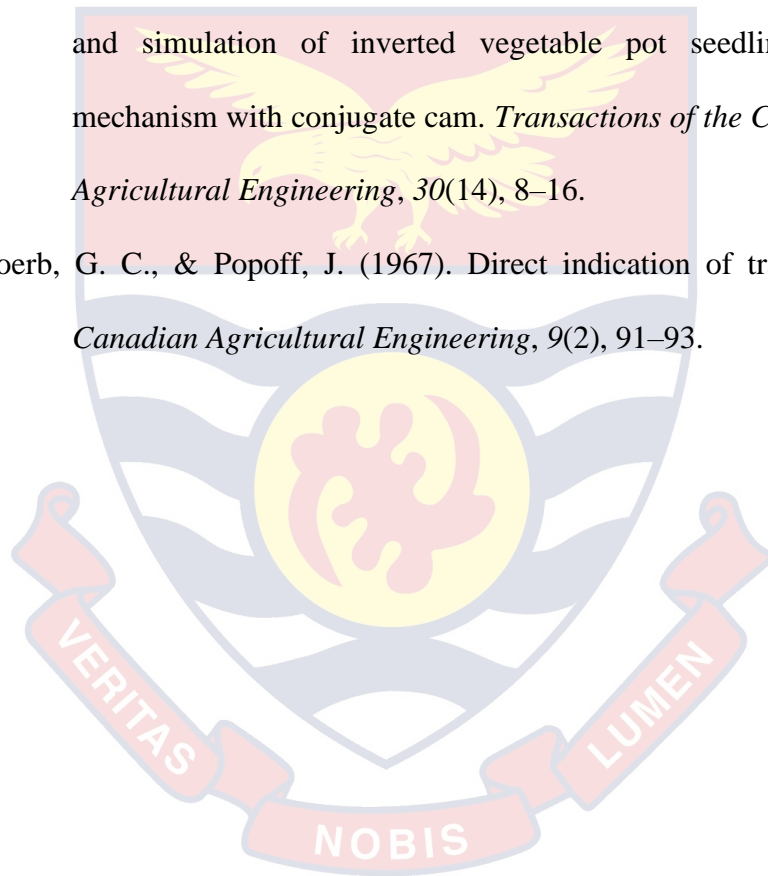 and simulation of inverted vegetable pot seedlin
mechanism with conjugate cam. Transactions of the C
Agricultural Engineering, 30(14), 8–16.
oerb, G. C., & Popoff, J. (1967). Direct indication of tr
Canadian Agricultural Engineering, 9(2), 91–93.
VERITAS
NOBIS
LUMEN